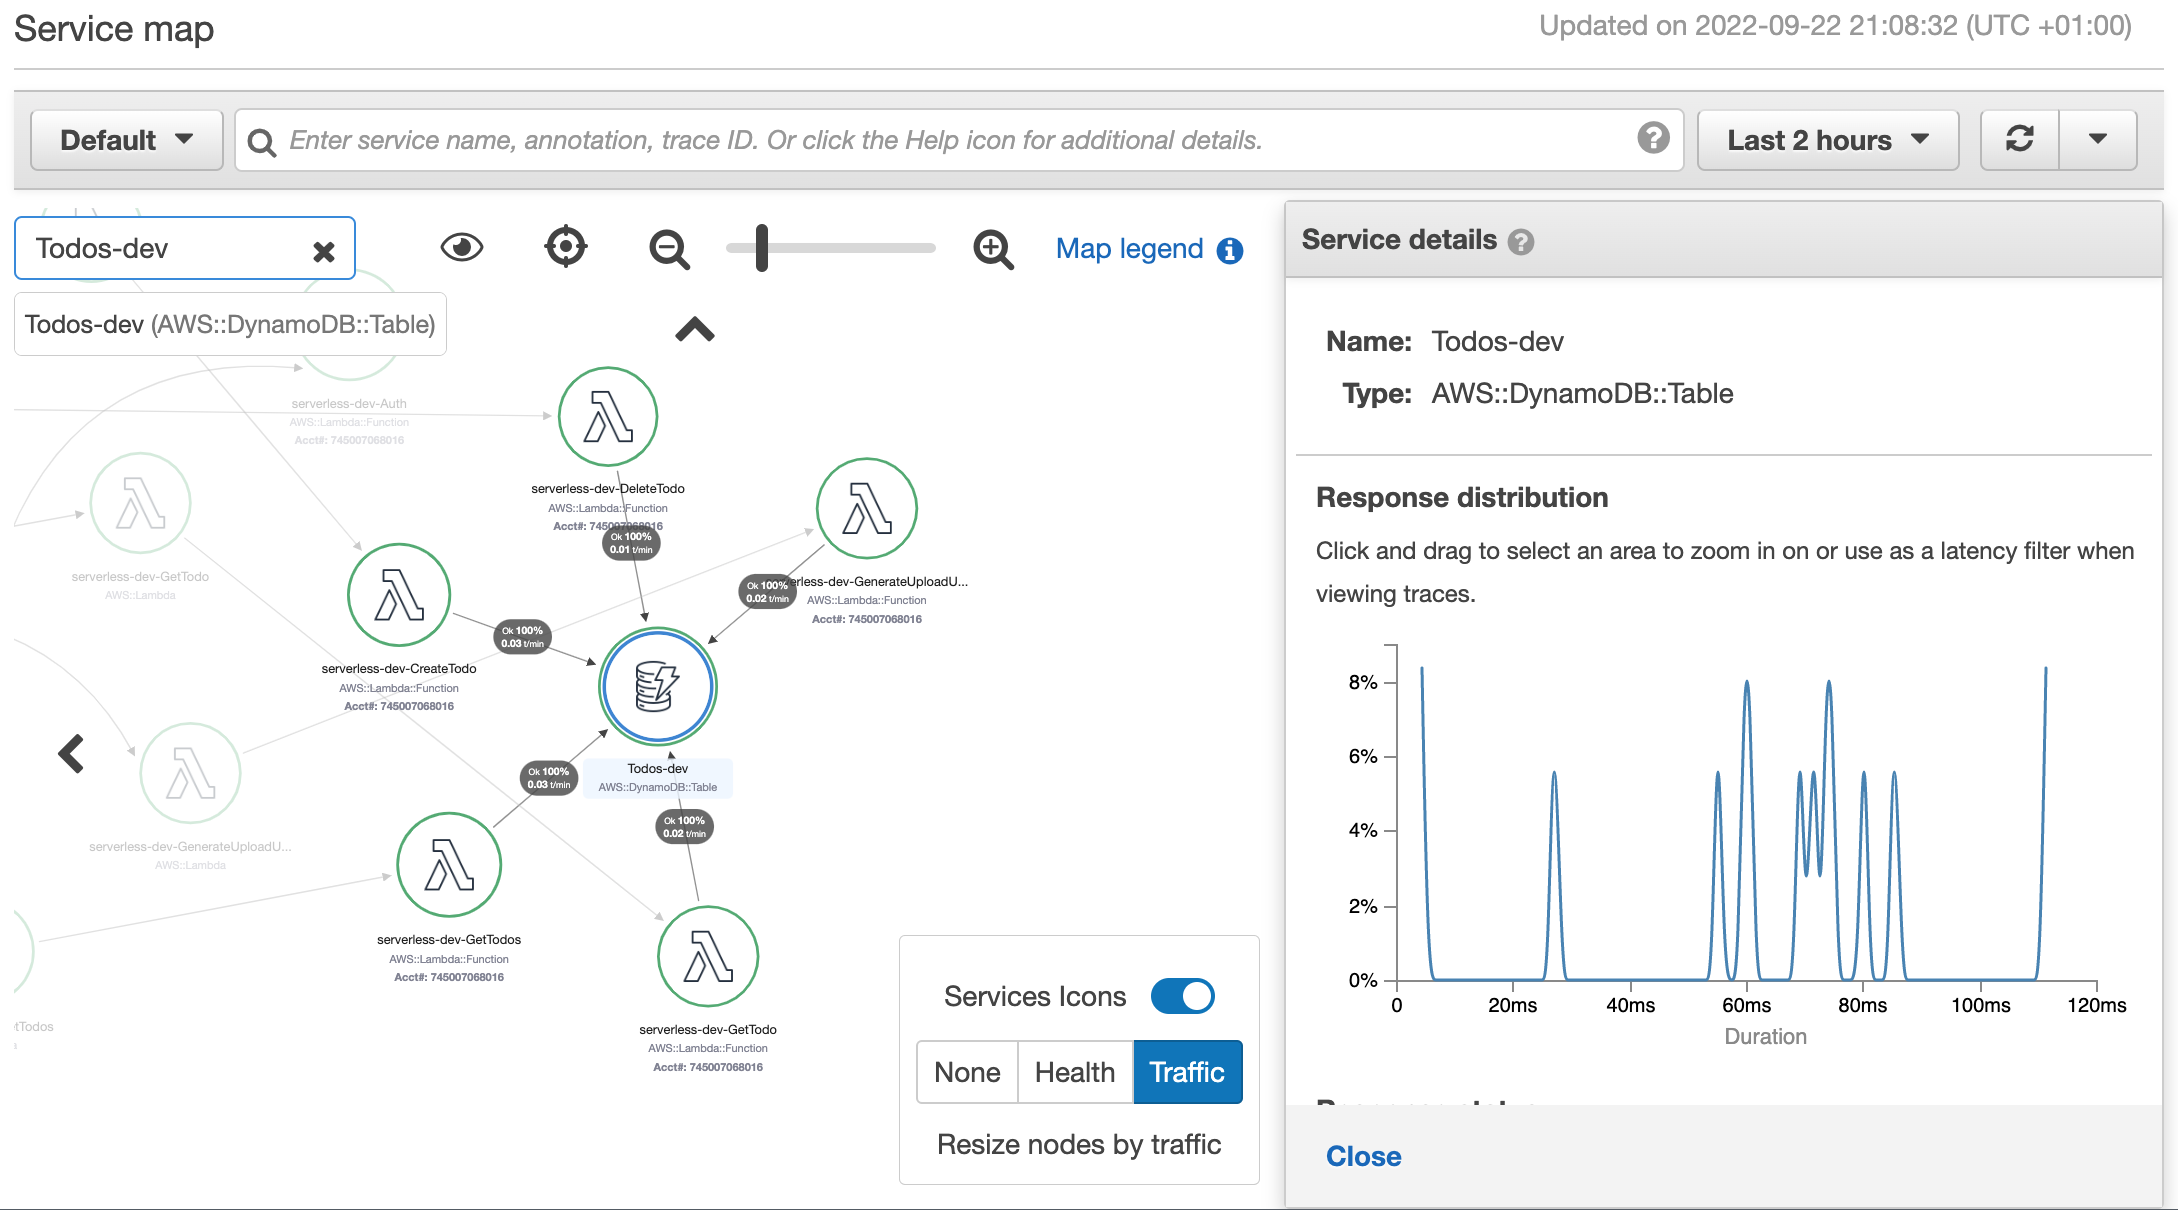 Service map
Updated on 2022-09-22 21:08:32 (UTC +01:00)
Default
Enter service name, annotation, trace ID. Or click the Help icon for additional details.
Last 2 hours
Todos-dev
Map legend
Todos-dev (AWS::DynamoDB::Table)
serverless-dev-Auth
AWS::Lambda::Function
Acct#: 745007068016
serverless-dev-DeleteTodo
AWS::Lambda::Function
Acct#: 745007068016
Ok 100%
0.01 t/min
serverless-dev-GetTodo
AWS::Lambda
Ok 100%
0.02 t/min
erless-dev-GenerateUploadU...
AWS::Lambda::Function
Acct#: 745007068016
Ok 100%
0.03 t/min
serverless-dev-CreateTodo
AWS::Lambda::Function
Acct#: 745007068016
Ok 100%
0.03 t/min
Todos-dev
AWS::DynamoDB::Table
Ok 100%
0.02 t/min
serverless-dev-GenerateUploadU...
AWS::Lambda
serverless-dev-GetTodos
AWS::Lambda::Function
Acct#: 745007068016
tTodos
serverless-dev-GetTodo
AWS::Lambda::Function
Acct#: 745007068016
Services Icons
None
Health
Traffic
Resize nodes by traffic
Service details
Name: Todos-dev
Type: AWS::DynamoDB::Table
Response distribution
Click and drag to select an area to zoom in on or use as a latency filter when
viewing traces.
8%
6%
4%
2%
0%
0 20ms 40ms 60ms 80ms 100ms 120ms
Duration
Close